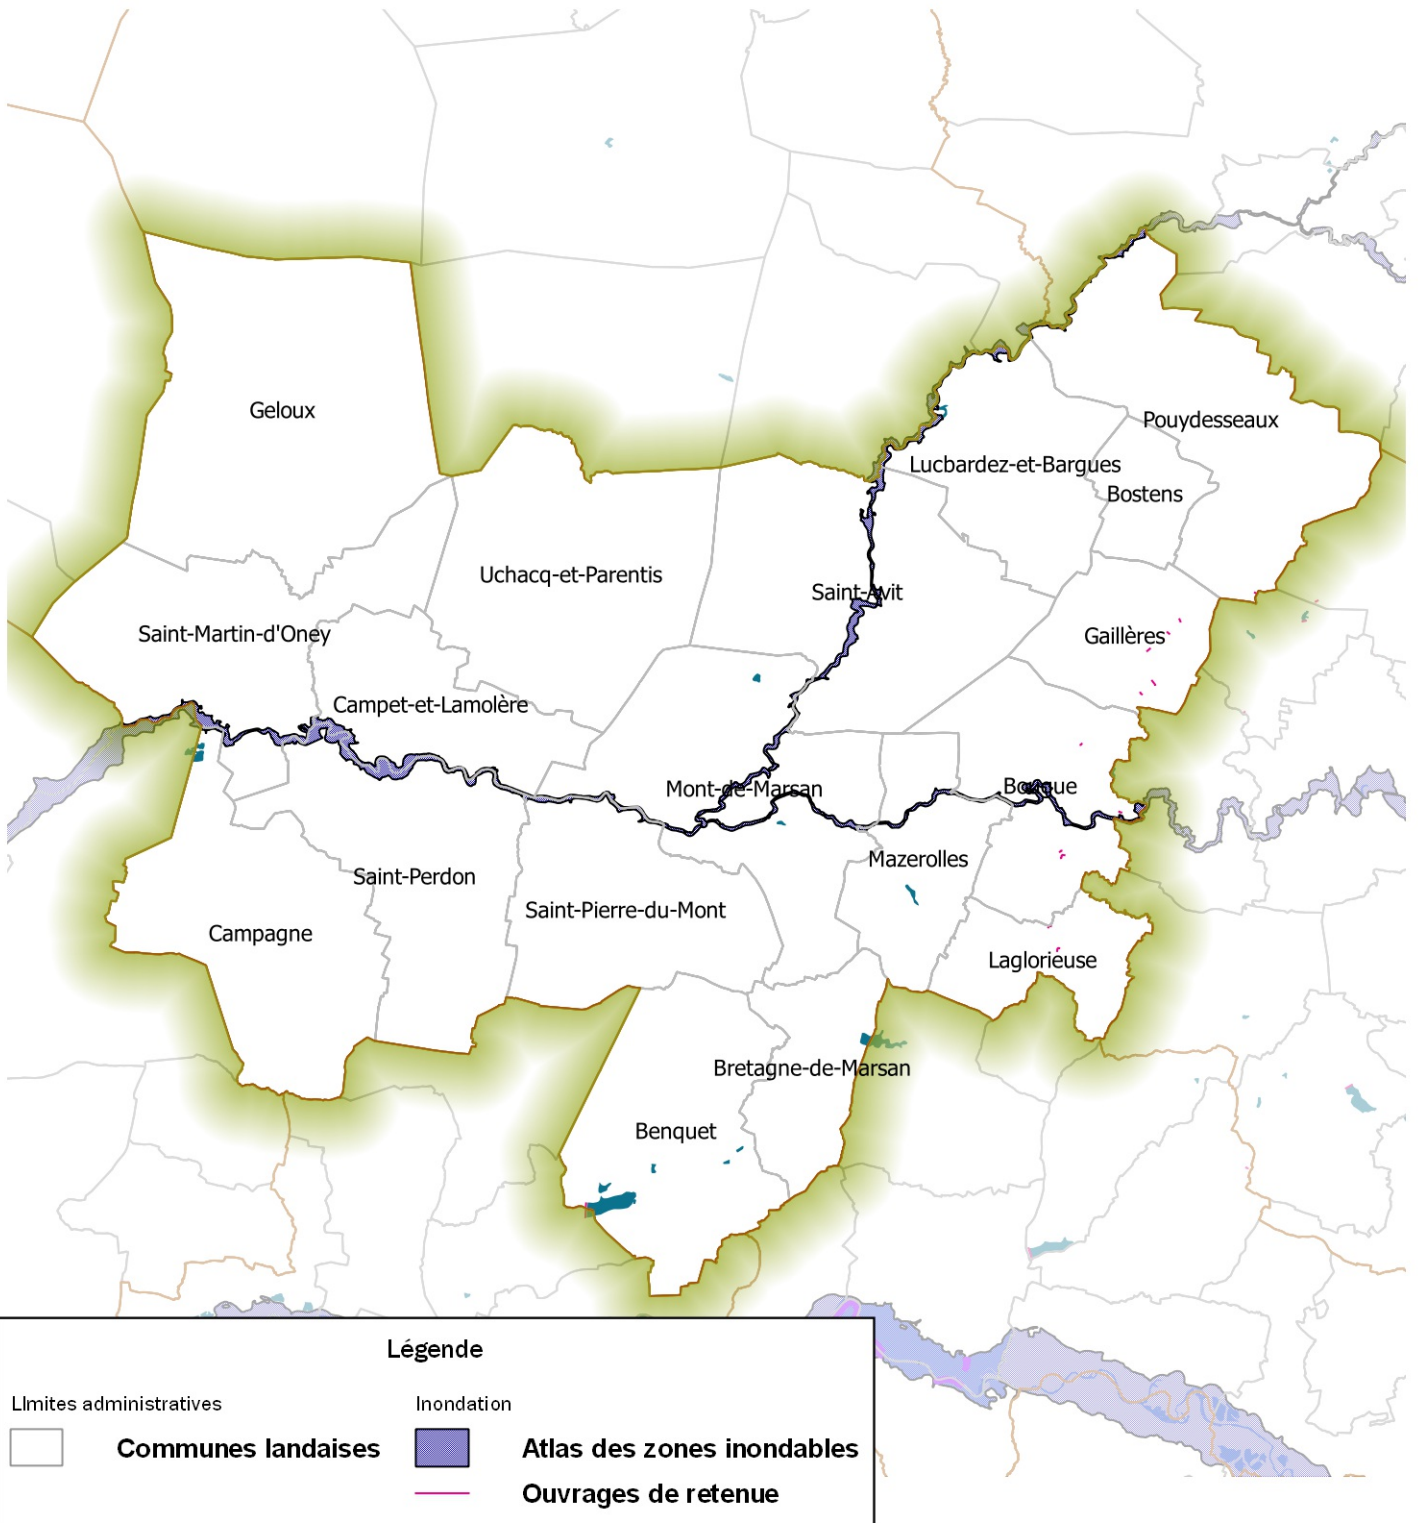 Geloux
Pouydesseaux
Lucbardez-et-Bargues
Bostens
Uchacq-et-Parentis
Saint-Avit
Saint-Martin-d'Oney
Gaillères
Campet-et-Lamolère
Mont-de-Marsan
Bougue
Mazerolles
Saint-Perdon
Saint-Pierre-du-Mont
Campagne
Laglorieuse
Bretagne-de-Marsan
Benquet
Légende
LImites administratives
Inondation
Communes landaises
Atlas des zones inondables
Ouvrages de retenue